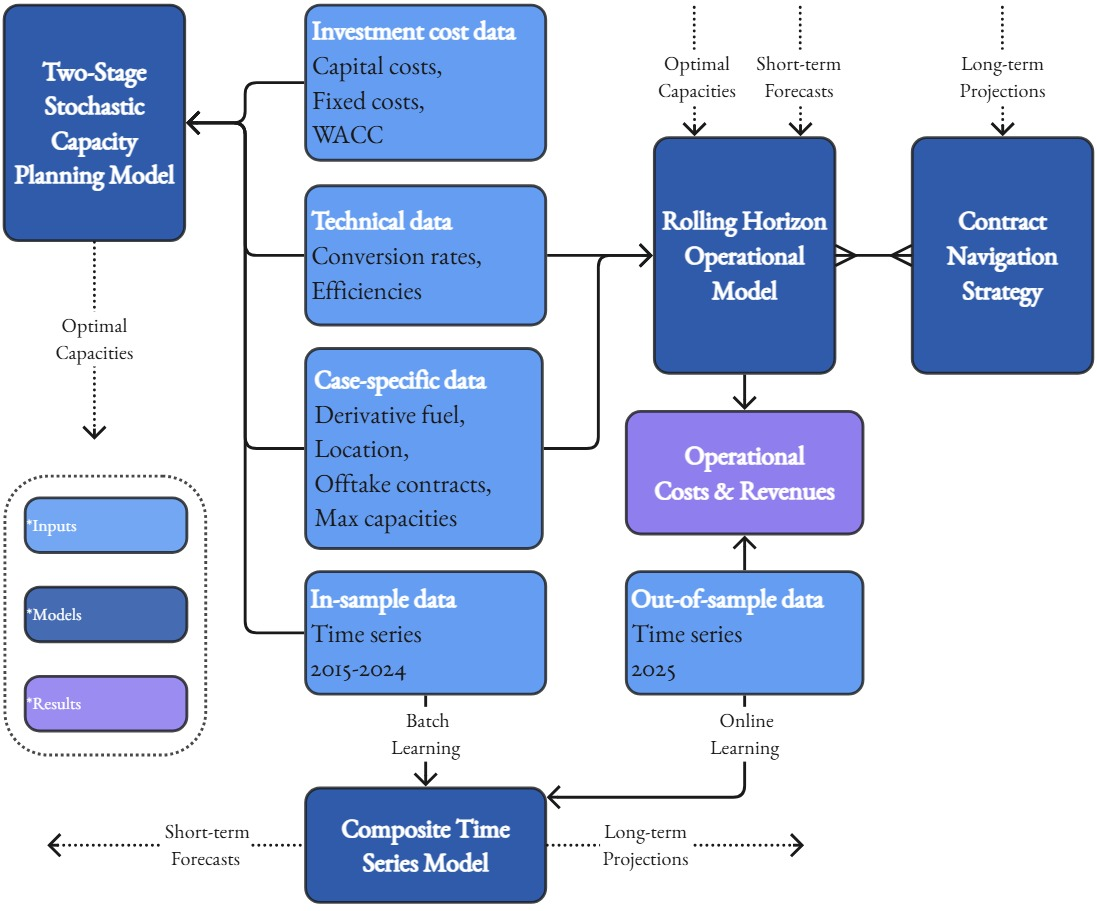 Two-Stage
Stochastic
Capacity
Planning Model
Investment cost data
Capital costs,
Fixed costs,
WACC
Optimal
Capacities
Short-term
Forecasts
Long-term
Projections
Technical data
Conversion rates,
Efficiencies
Rolling Horizon
Operational
Model
Contract
Navigation
Strategy
Optimal
Capacities
Case-specific data
Derivative fuel,
Location,
Offtake contracts,
Max capacities
Operational
Costs & Revenues
*Inputs
*Models
*Results
In-sample data
Time series
2015-2024
Out-of-sample data
Time series
2025
Batch
Learning
Online
Learning
Short-term
Forecasts
Composite Time
Series Model
Long-term
Projections